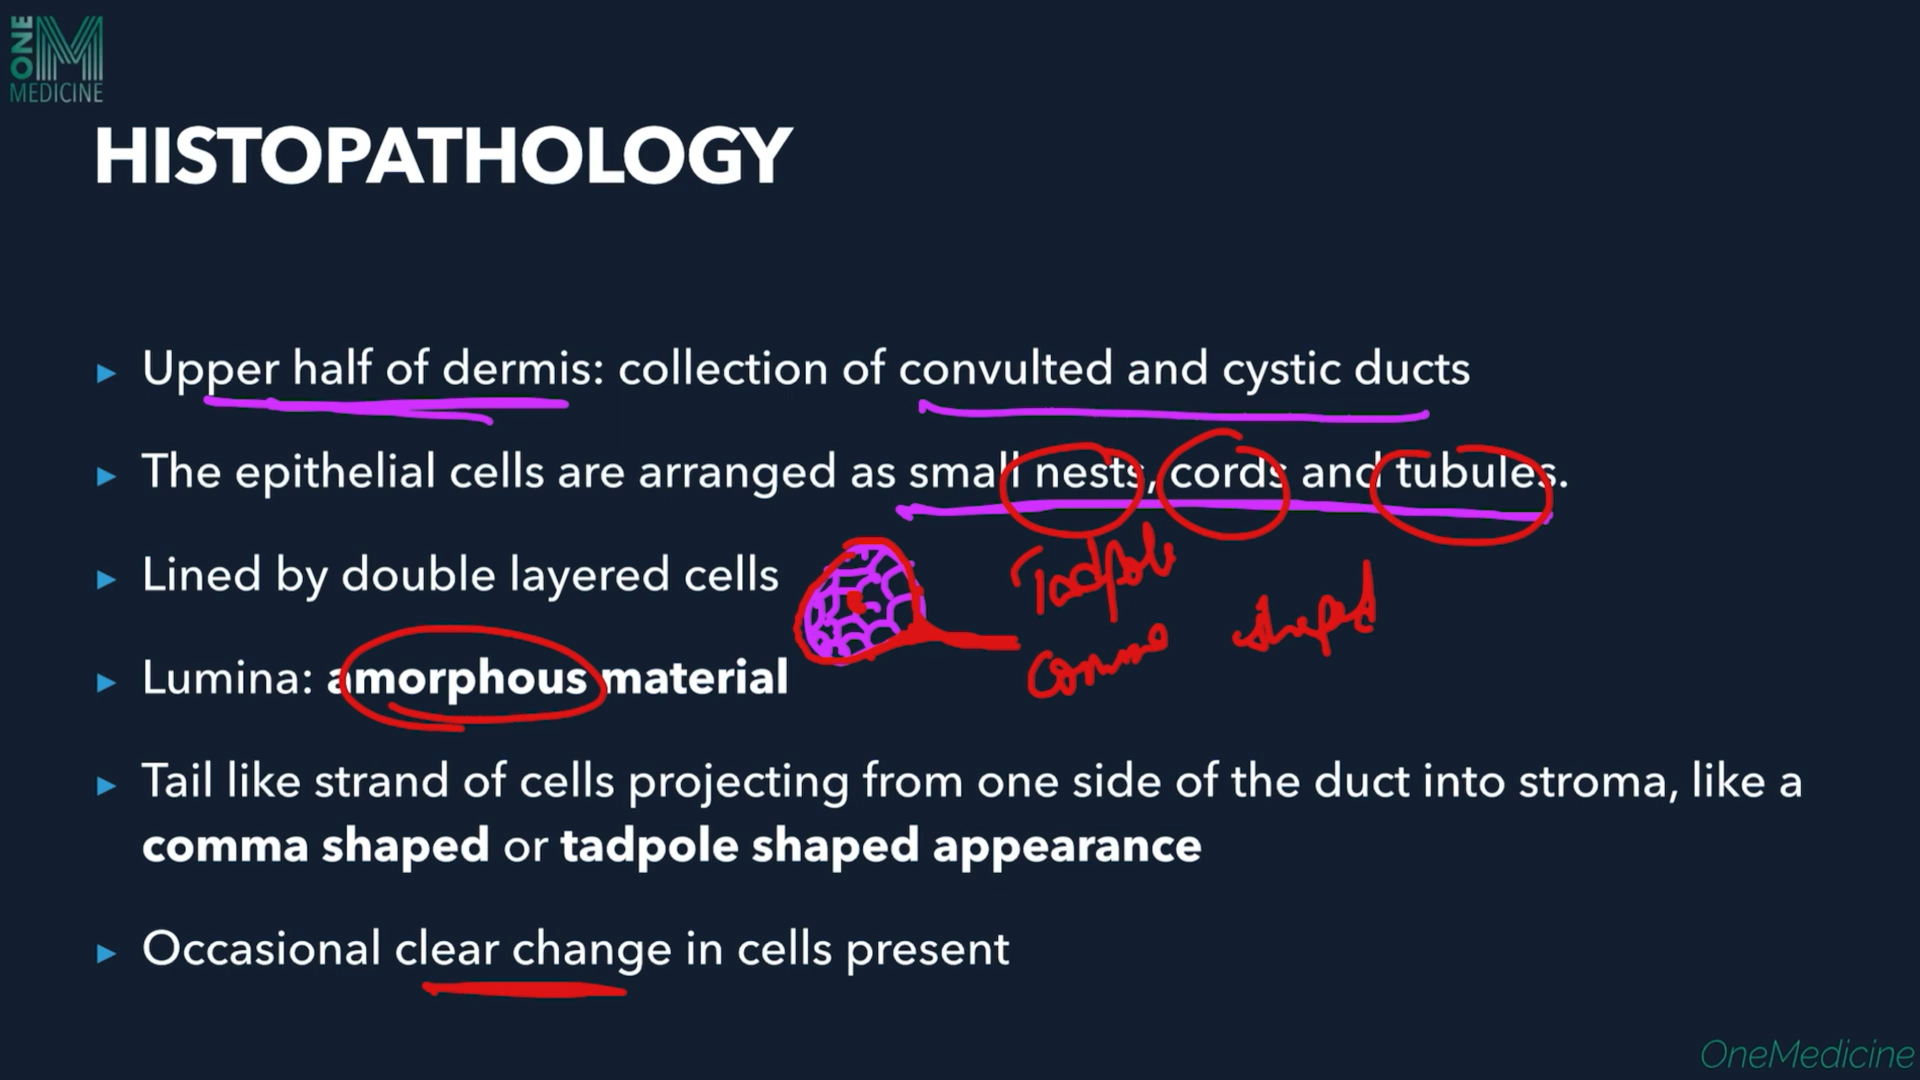 ONE M
MEDICINE
HISTOPATHOLOGY
Upper half of dermis: collection of convulted and cystic ducts
The epithelial cells are arranged as small nests, cords and tubules.
Tadpole
Lined by double layered cells
comma shaped
Lumina: amorphous material
Tail like strand of cells projecting from one side of the duct into stroma, like a
comma shaped or tadpole shaped appearance
Occasional clear change in cells present
OneMedicine